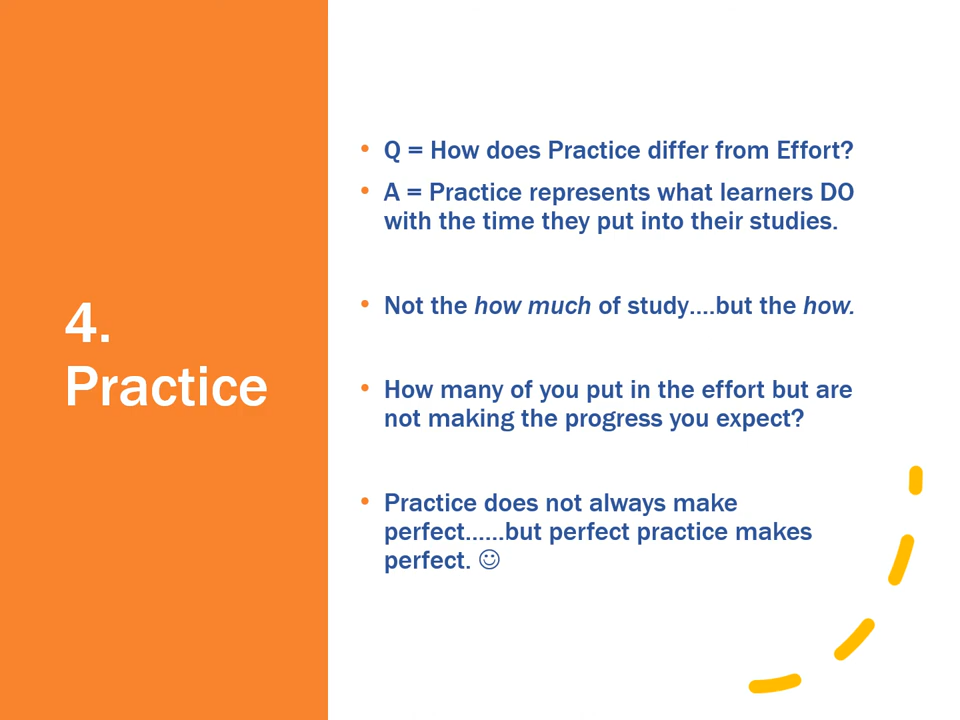 4.
Practice
• Q = How does Practice differ from Effort?
• A = Practice represents what learners DO
with the time they put into their studies.
• Not the how much of study....but the how.
• How many of you put in the effort but are
not making the progress you expect?
• Practice does not always make
perfect......but perfect practice makes
perfect. ☺